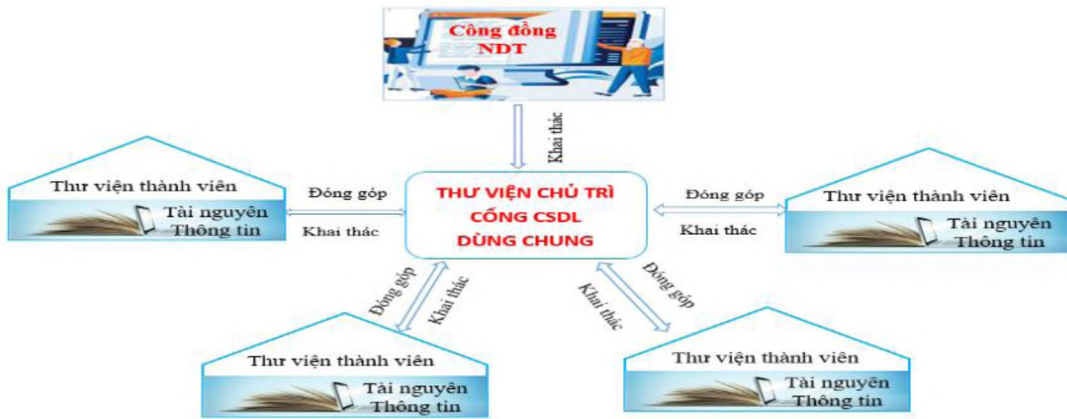 Công đồng
NDT
Khai thác
Thư viện thành viên
Tài nguyên
Thông tin
Đóng góp
Khai thác
THƯ VIỆN CHỦ TRÌ
CỔNG CSDL
DÙNG CHUNG
Đóng góp
Khai thác
Thư viện thành viên
Tài nguyên
Thông tin
Đóng góp
Khai thác
Đóng góp
Khai thác
Thư viện thành viên
Tài nguyên
Thông tin
Thư viện thành viên
Tài nguyên
Thông tin